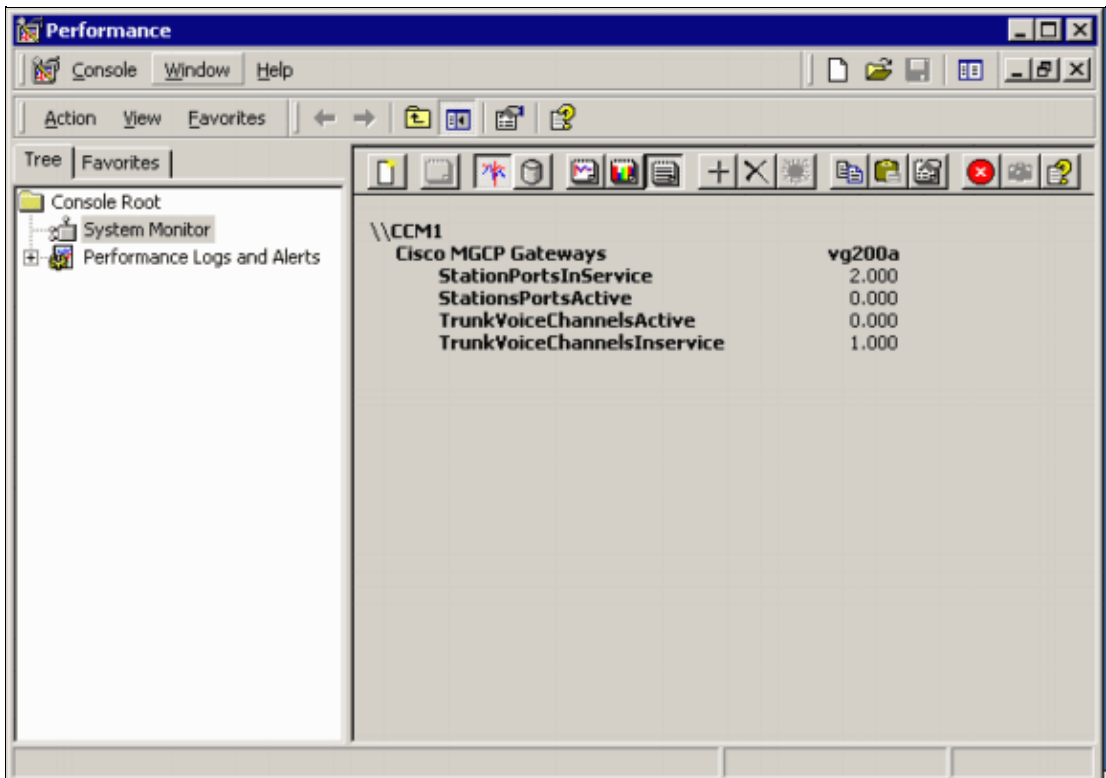 Performance
Console Window Help
Action View Favorites
Tree Favorites
Console Root
System Monitor
Performance Logs and Alerts
\\CCM1
Cisco MGCP Gateways vg200a
StationPortsInService 2.000
StationsPortsActive 0.000
TrunkVoiceChannelsActive 0.000
TrunkVoiceChannelsInservice 1.000